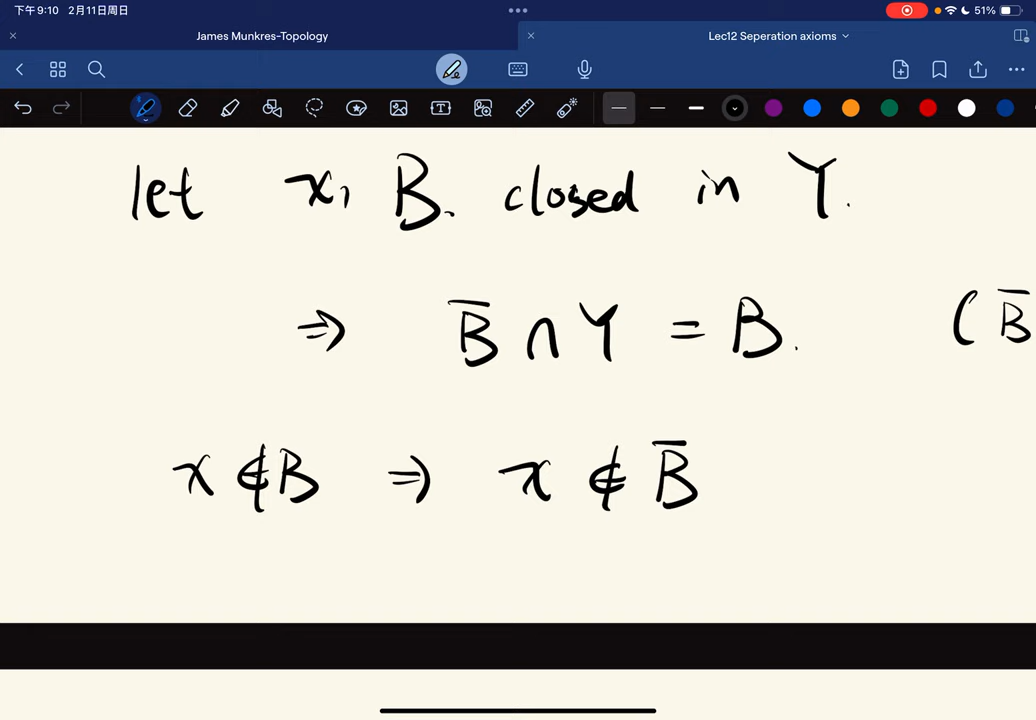 下午9:10 2月11日周日 51%
James Munkres-Topology Lec12 Seperation axioms
let x, B. closed in Y.
⇒ B̅ ∩ Y = B. ( B̅
x ∉ B ⇒ x ∉ B̅